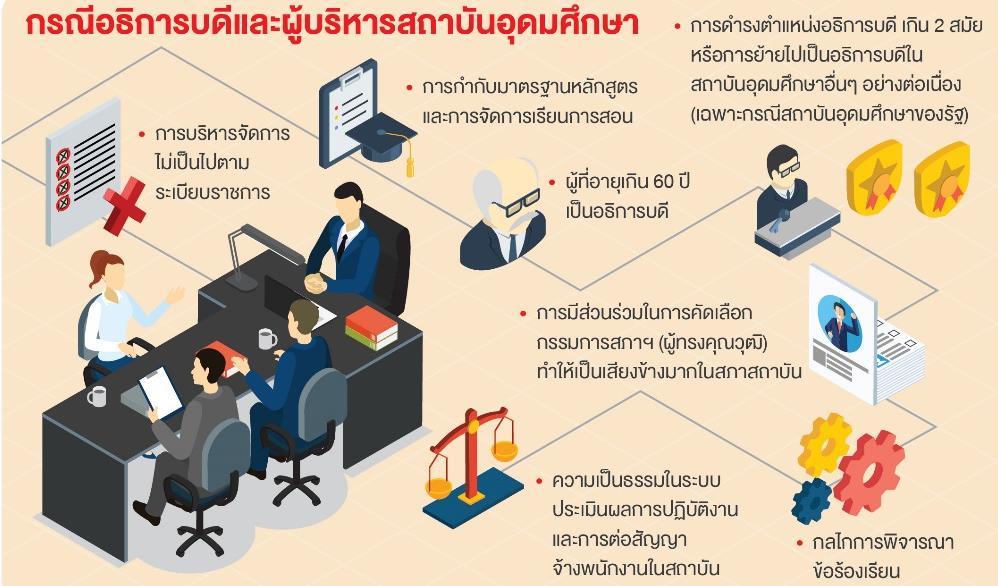 กรณีอธิการบดีและผู้บริหารสถาบันอุดมศึกษา
• การดำรงตำแหน่งอธิการบดี เกิน 2 สมัย
หรือการย้ายไปเป็นอธิการบดีใน
สถาบันอุดมศึกษาอื่นๆ อย่างต่อเนื่อง
(เฉพาะกรณีสถาบันอุดมศึกษาของรัฐ)
• การกำกับมาตรฐานหลักสูตร
และการจัดการเรียนการสอน
• การบริหารจัดการ
ไม่เป็นไปตาม
ระเบียบราชการ
• ผู้ที่อายุเกิน 60 ปี
เป็นอธิการบดี
• การมีส่วนร่วมในการคัดเลือก
กรรมการสภาฯ (ผู้ทรงคุณวุฒิ)
ทำให้เป็นเสียงข้างมากในสภาสถาบัน
• ความเป็นธรรมในระบบ
ประเมินผลการปฏิบัติงาน
และการต่อสัญญา
จ้างพนักงานในสถาบัน
• กลไกการพิจารณา
ข้อร้องเรียน